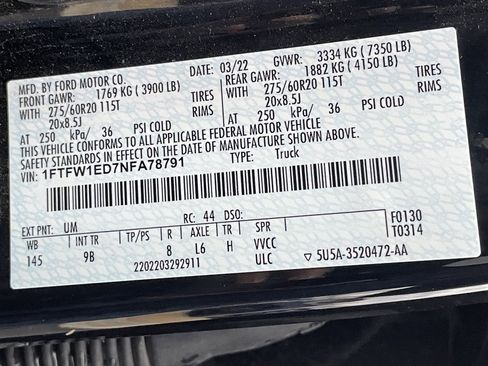 MFD. BY FORD MOTOR CO. 03/22 GVWR: 3334 KG (7350 LB)
FRONT GAWR: 1769 KG (3900 LB) REAR GAWR: 1882 KG (4150 LB)
WITH 275/60R20 115T TIRES WITH 275/60R20 115T TIRES
20x8.5J RIMS 20x8.5J RIMS
AT 250 kPa/ 36 PSI COLD AT 250 kPa/ 36 PSI COLD
THIS VEHICLE CONFORMS TO ALL APPLICABLE FEDERAL MOTOR VEHICLE
SAFETY AND THEFT PREVENTION STANDARDS IN EFFECT ON THE DATE OF MANUFACTURE SHOWN ABOVE.
VIN: 1FTFW1ED7NFA78791 TYPE: Truck
EXT PNT: UM RC: 44 DSO: F0130
WB INT TR TP/PS R AXLE TR VVCC T0314
145 9B 8 L6 H ULC 5U5A-3520472-AA
2202203292911